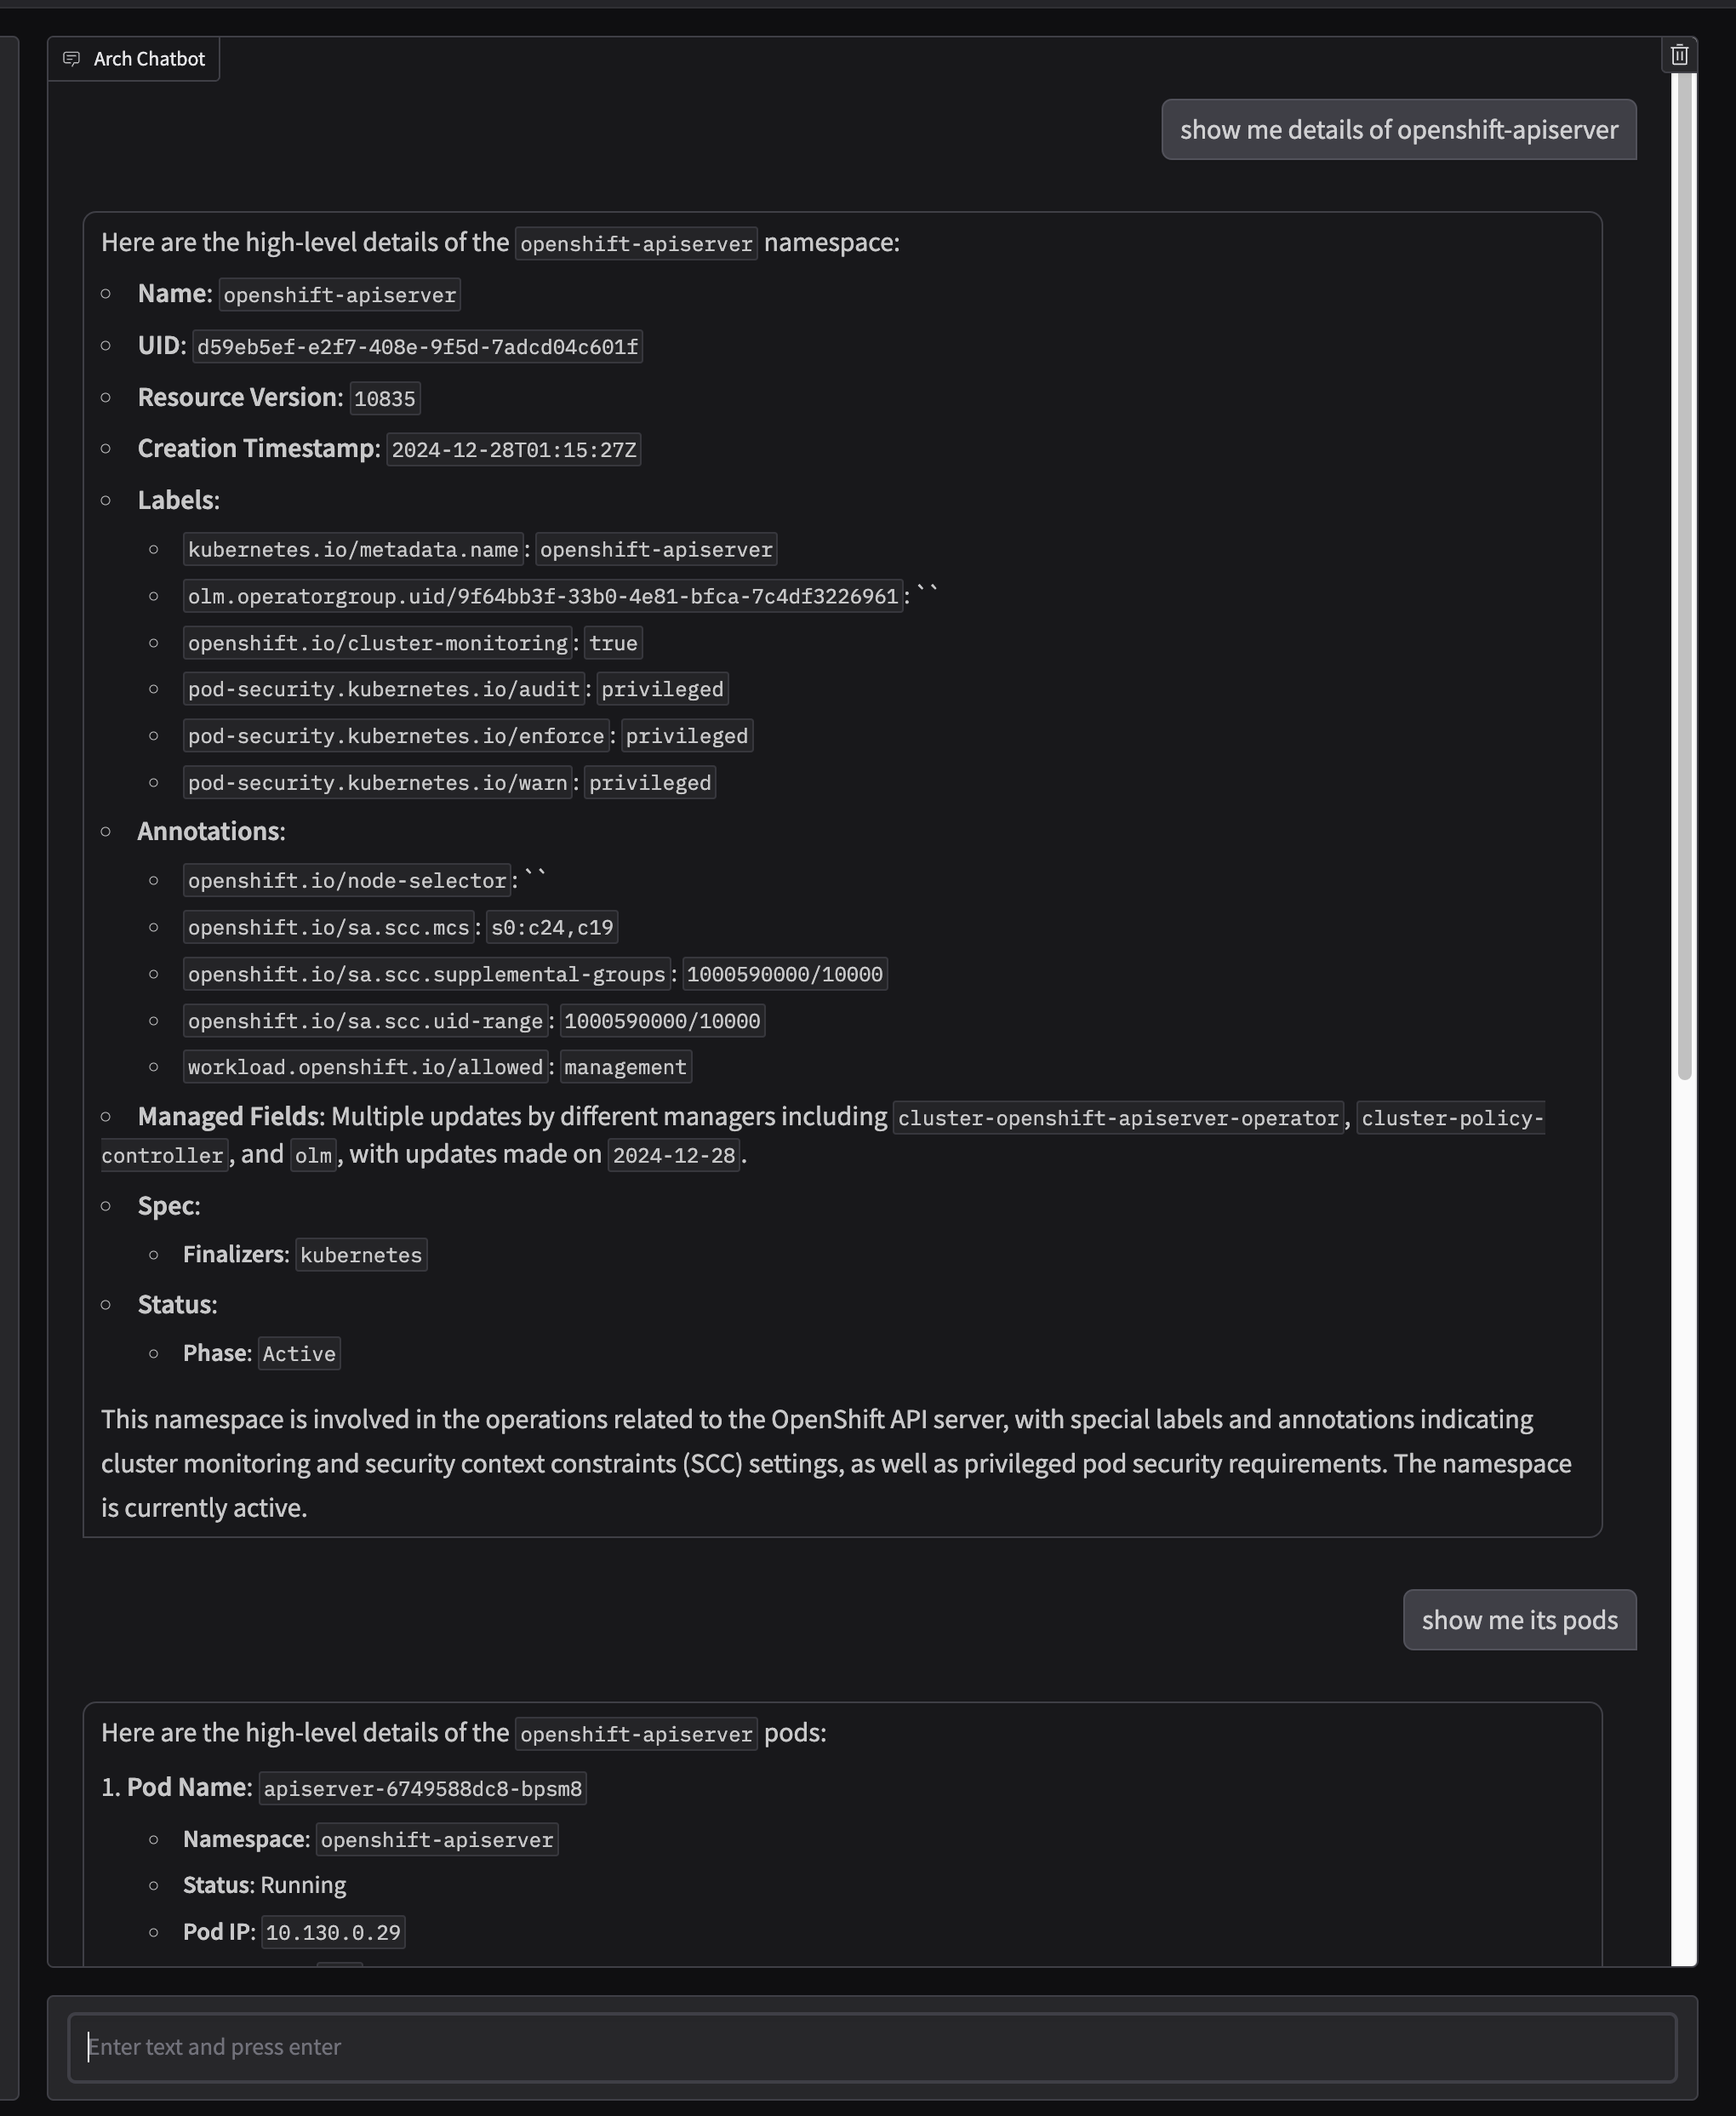 Arch Chatbot
show me details of openshift-apiserver
Here are the high-level details of the openshift-apiserver namespace:
Name: openshift-apiserver
UID: d59eb5ef-e2f7-408e-9f5d-7adcd04c601f
Resource Version: 10835
Creation Timestamp: 2024-12-28T01:15:27Z
Labels:
kubernetes.io/metadata.name: openshift-apiserver
olm.operatorgroup.uid/9f64bb3f-33b0-4e81-bfca-7c4df3226961: ``
openshift.io/cluster-monitoring: true
pod-security.kubernetes.io/audit: privileged
pod-security.kubernetes.io/enforce: privileged
pod-security.kubernetes.io/warn: privileged
Annotations:
openshift.io/node-selector: ``
openshift.io/sa.scc.mcs: s0:c24,c19
openshift.io/sa.scc.supplemental-groups: 1000590000/10000
openshift.io/sa.scc.uid-range: 1000590000/10000
workload.openshift.io/allowed: management
Managed Fields: Multiple updates by different managers including cluster-openshift-apiserver-operator, cluster-policy-
controller, and olm, with updates made on 2024-12-28.
Spec:
Finalizers: kubernetes
Status:
Phase: Active
This namespace is involved in the operations related to the OpenShift API server, with special labels and annotations indicating
cluster monitoring and security context constraints (SCC) settings, as well as privileged pod security requirements. The namespace
is currently active.
show me its pods
Here are the high-level details of the openshift-apiserver pods:
1. Pod Name: apiserver-6749588dc8-bpsm8
Namespace: openshift-apiserver
Status: Running
Pod IP: 10.130.0.29
Enter text and press enter